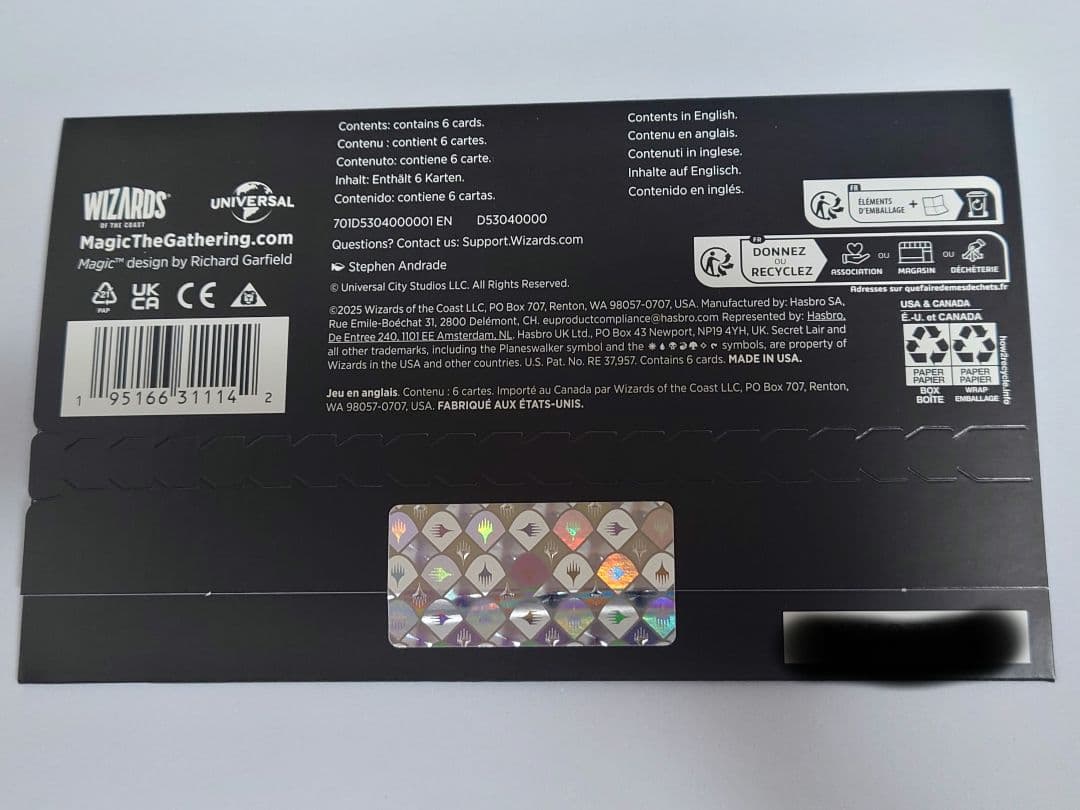 Contents: contains 6 cards.
Contenu : contient 6 cartes.
Contenuto: contiene 6 carte.
Inhalt: Enthält 6 Karten.
Contenido: contiene 6 cartas.
Contents in English.
Contenu en anglais.
Contenuti in inglese.
Inhalte auf Englisch.
Contenido en inglés.
WIZARDS
OF THE COAST
UNIVERSAL
MagicTheGathering.com
Magic™ design by Richard Garfield
21
PAP
UK
CA
CE
1 95166 31114 2
701D5304000001 EN D53040000
Questions? Contact us: Support.Wizards.com
Stephen Andrade
© Universal City Studios LLC. All Rights Reserved.
©2025 Wizards of the Coast LLC, PO Box 707, Renton, WA 98057-0707, USA. Manufactured by: Hasbro SA,
Rue Emile-Boéchat 31, 2800 Delémont, CH. euproductcompliance@hasbro.com Represented by: Hasbro,
De Entree 240, 1101 EE Amsterdam, NL. Hasbro UK Ltd., PO Box 43 Newport, NP19 4YH, UK. Secret Lair and
all other trademarks, including the Planeswalker symbol and the symbols, are property of
Wizards in the USA and other countries. U.S. Pat. No. RE 37,957. Contains 6 cards. MADE IN USA.
Jeu en anglais. Contenu : 6 cartes. Importé au Canada par Wizards of the Coast LLC, PO Box 707, Renton,
WA 98057-0707, USA. FABRIQUÉ AUX ÉTATS-UNIS.
FR
ÉLÉMENTS
D'EMBALLAGE +
FR
DONNEZ
OU
RECYCLEZ
ASSOCIATION OU MAGASIN OU DÉCHÈTERIE
Adresses sur quefairedemesdechets.fr
USA & CANADA
É.-U. et CANADA
PAPER
PAPIER
BOX
BOÎTE
PAPER
PAPIER
WRAP
EMBALLAGE
how2recycle.info